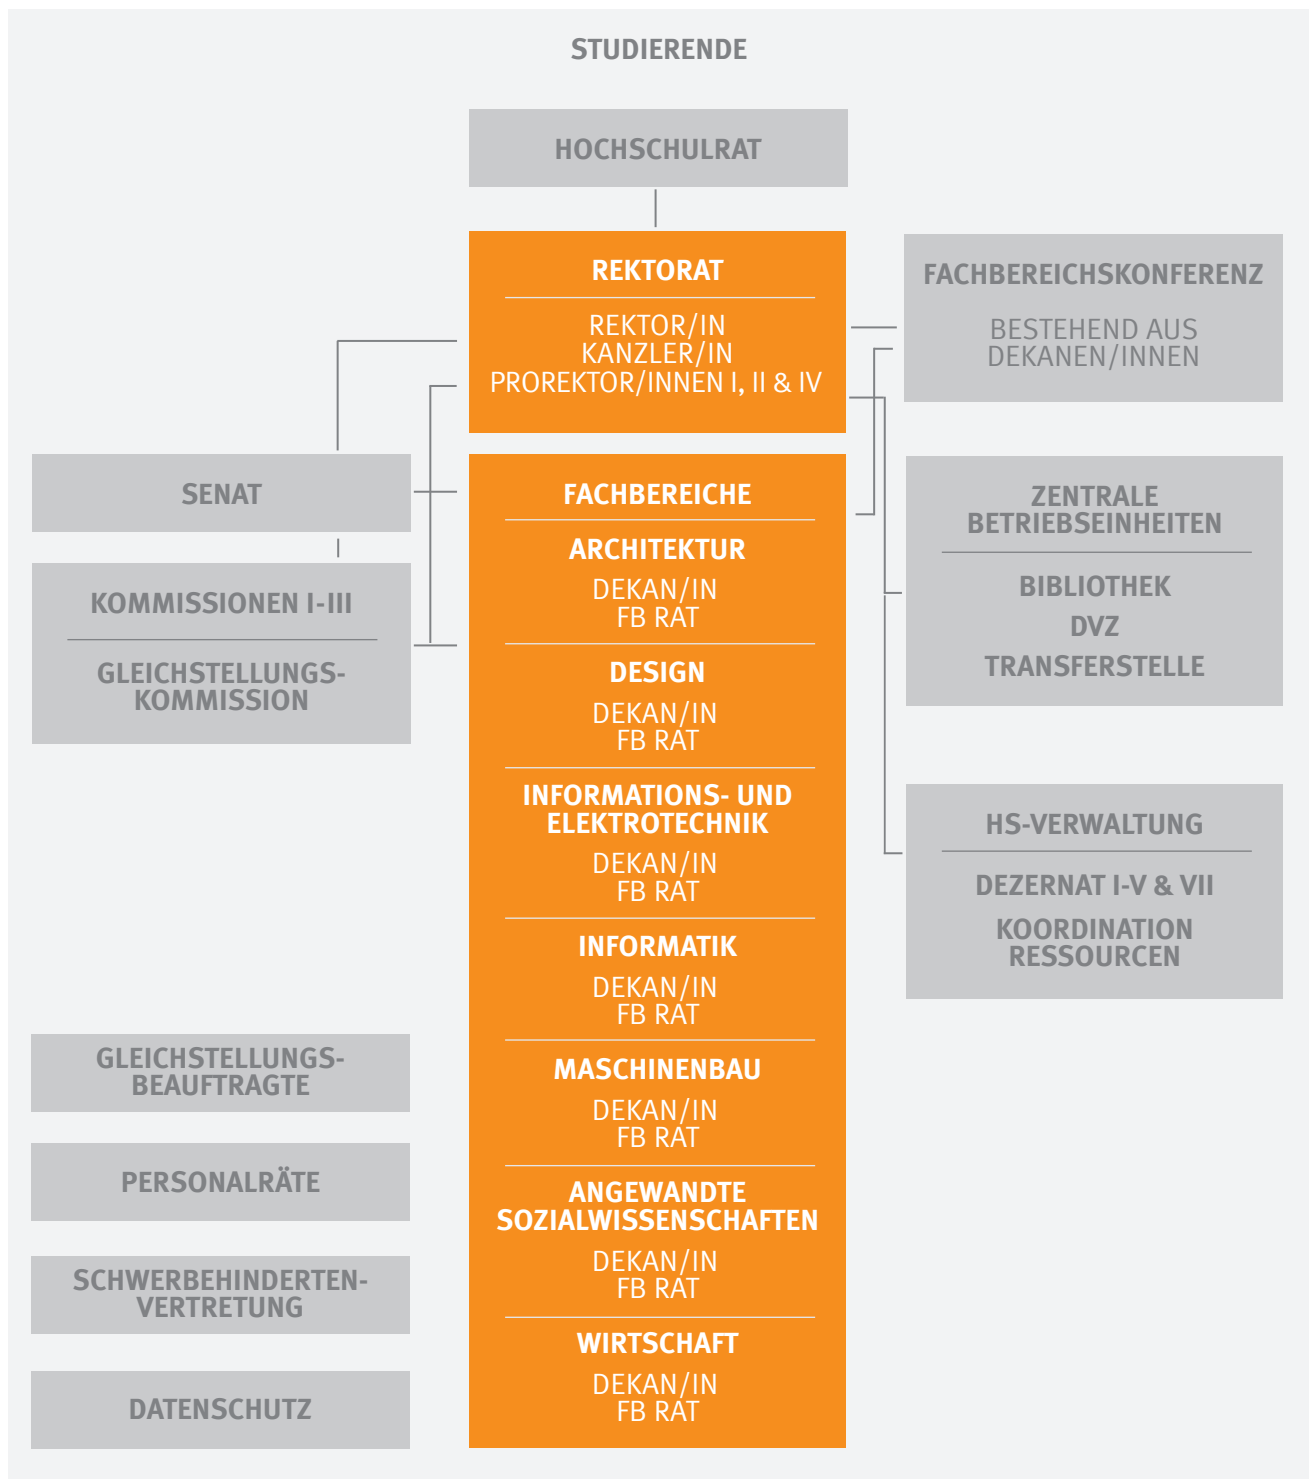 STUDIERENDE
HOCHSCHULRAT
REKTORAT
REKTOR/IN
KANZLER/IN
PROREKTOR/INNEN I, II & IV
FACHBEREICHSKONFERENZ
BESTEHEND AUS
DEKANEN/INNEN
SENAT
KOMMISSIONEN I-III
GLEICHSTELLUNGS-
KOMMISSION
FACHBEREICHE
ARCHITEKTUR
DEKAN/IN
FB RAT
DESIGN
DEKAN/IN
FB RAT
INFORMATIONS- UND
ELEKTROTECHNIK
DEKAN/IN
FB RAT
INFORMATIK
DEKAN/IN
FB RAT
MASCHINENBAU
DEKAN/IN
FB RAT
ANGEWANDTE
SOZIALWISSENSCHAFTEN
DEKAN/IN
FB RAT
WIRTSCHAFT
DEKAN/IN
FB RAT
ZENTRALE
BETRIEBSEINHEITEN
BIBLIOTHEK
DVZ
TRANSFERSTELLE
HS-VERWALTUNG
DEZERNAT I-V & VII
KOORDINATION
RESSOURCEN
GLEICHSTELLUNGS-
BEAUFTRAGTE
PERSONALRÄTE
SCHWERBEHINDERTEN-
VERTRETUNG
DATENSCHUTZ